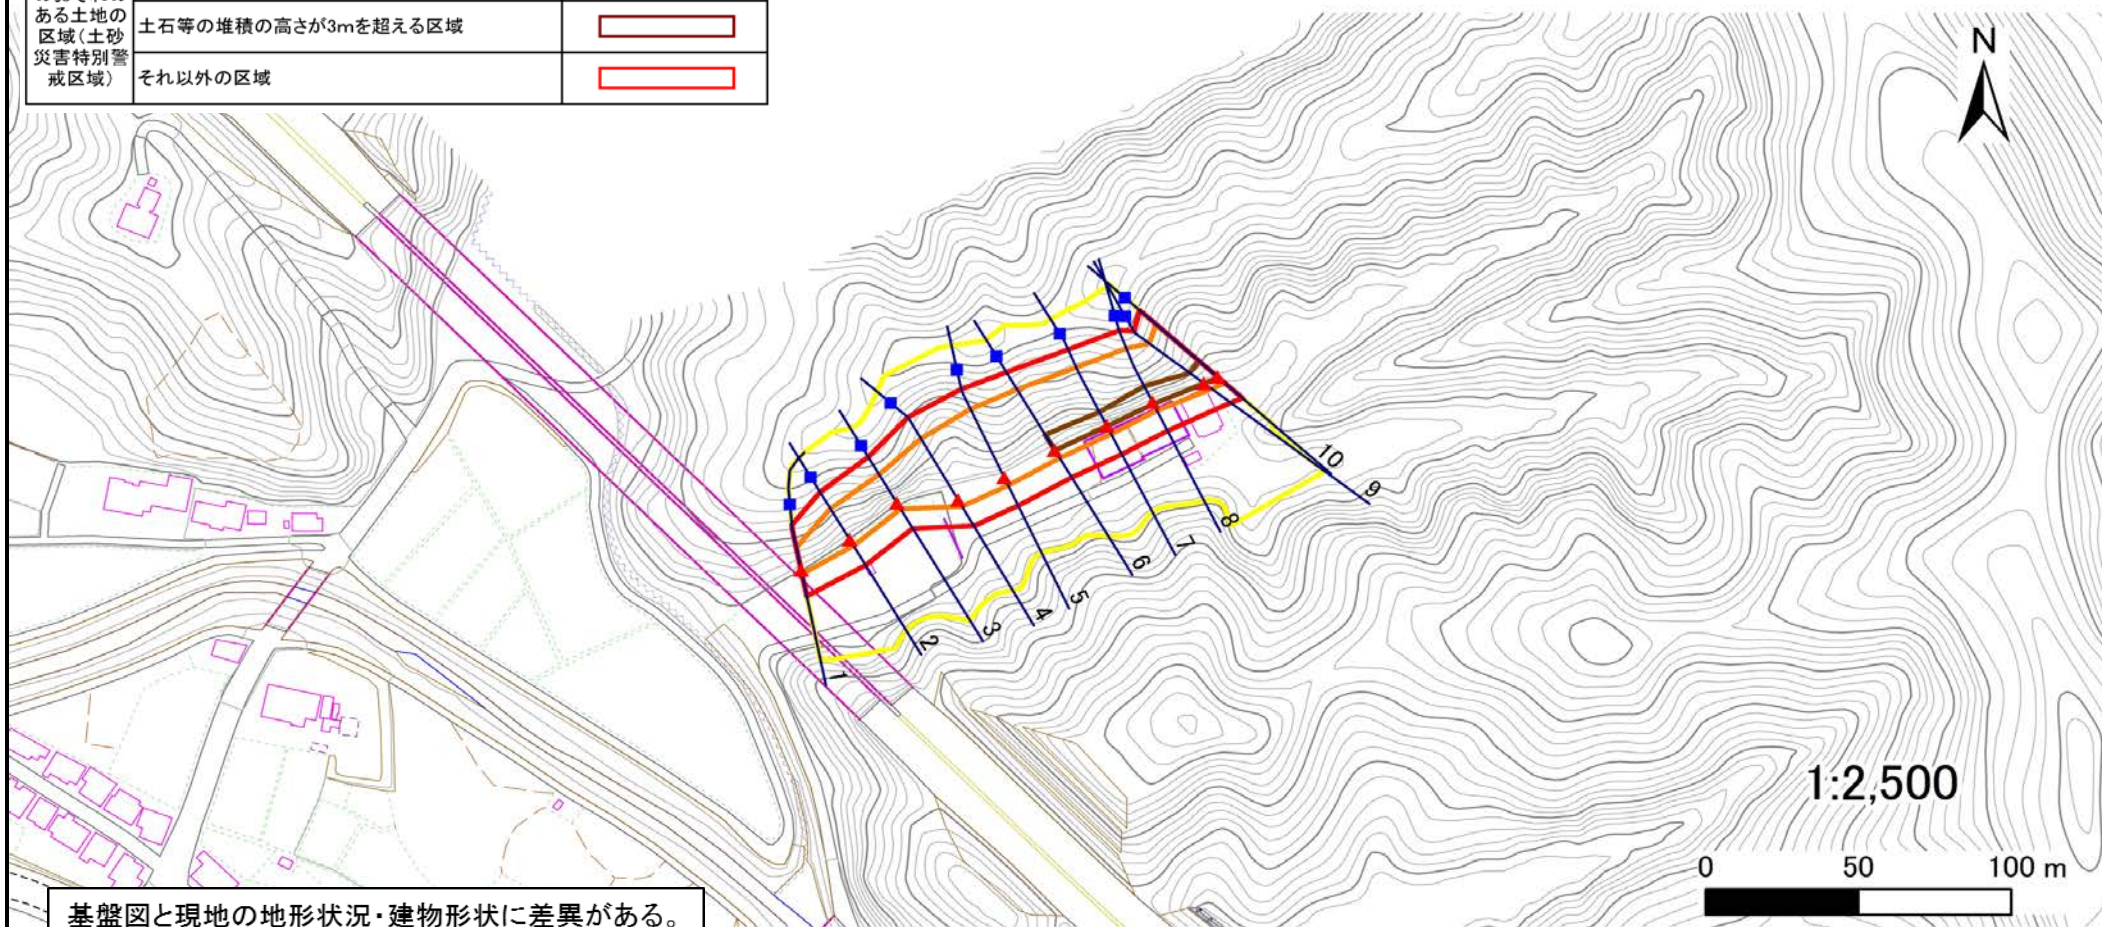 ある土地の
区域(土砂
災害特別警
戒区域)
土石等の堆積の高さが3mを超える区域
それ以外の区域
N
10
9
8
7
6
5
4
3
2
1
1:2,500
0 50 100 m
基盤図と現地の地形状況・建物形状に差異がある。